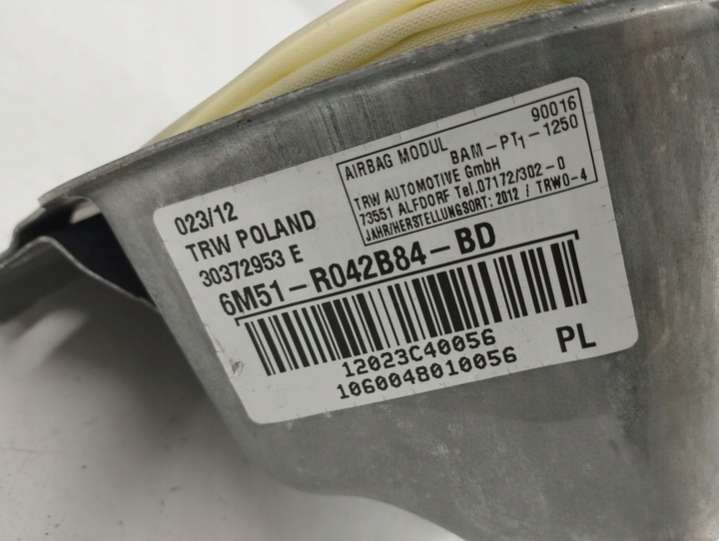 023/12
TRW POLAND
30372953 E
6M51-R042B84-BD
AIRBAG MODUL 90016
BAM-PT1-1250
TRW AUTOMOTIVE GmbH
73551 ALFDORF Tel.07172/302-0
JAHR/HERSTELLUNGSORT: 2012 / TRWO-4
12023C40056
1060048010056
PL